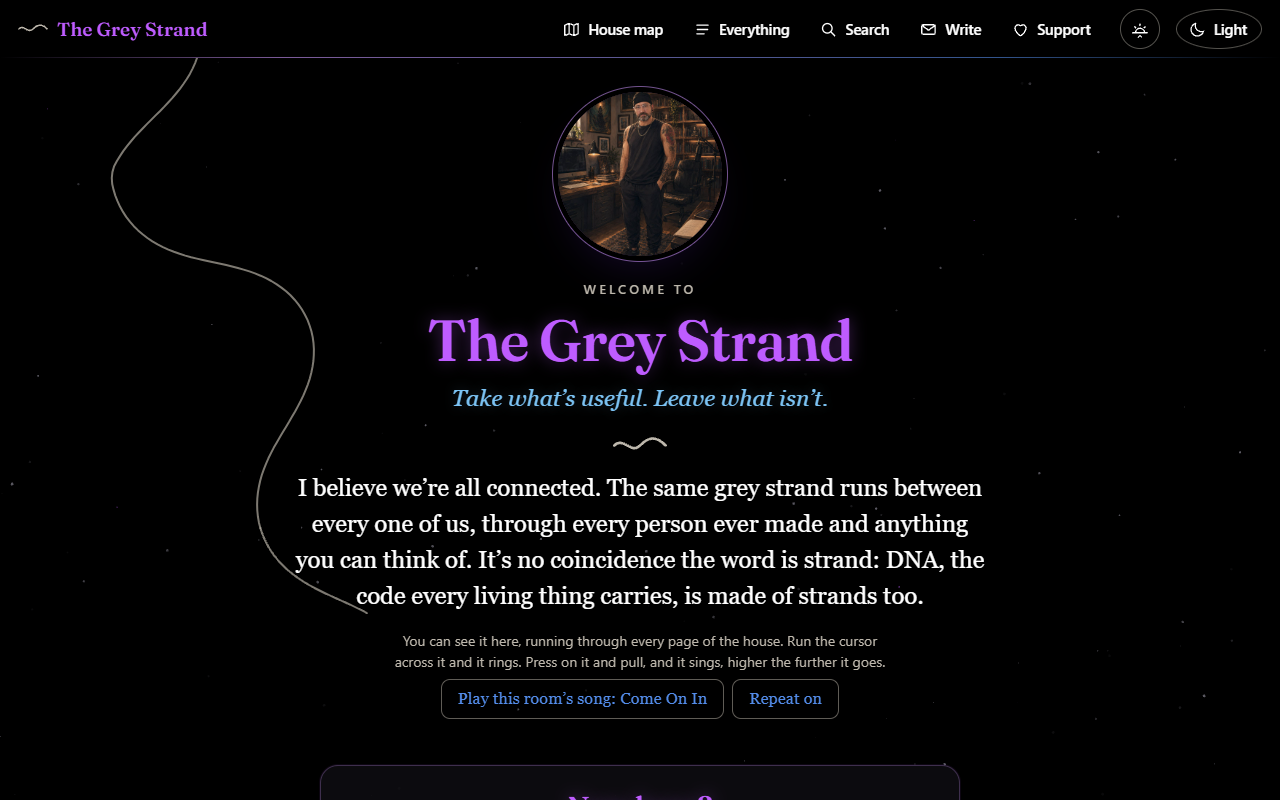 The Grey Strand
House map
Everything
Search
Write
Support
Light
WELCOME TO
The Grey Strand
Take what’s useful. Leave what isn’t.
I believe we’re all connected. The same grey strand runs between
every one of us, through every person ever made and anything
you can think of. It’s no coincidence the word is strand: DNA, the
code every living thing carries, is made of strands too.
You can see it here, running through every page of the house. Run the cursor
across it and it rings. Press on it and pull, and it sings, higher the further it goes.
Play this room’s song: Come On In
Repeat on